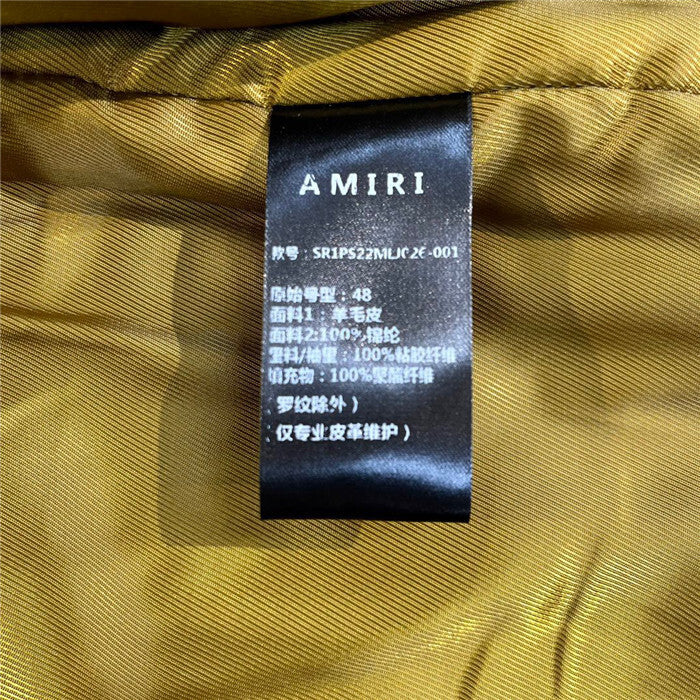 AMIRI
款号：SR1PS22MLJ026-001
原始号型：48
面料1：羊毛皮
面料2:100%锦纶
里料/袖里：100%粘胶纤维
填充物：100%聚酯纤维
罗纹除外）
仅专业皮革维护）